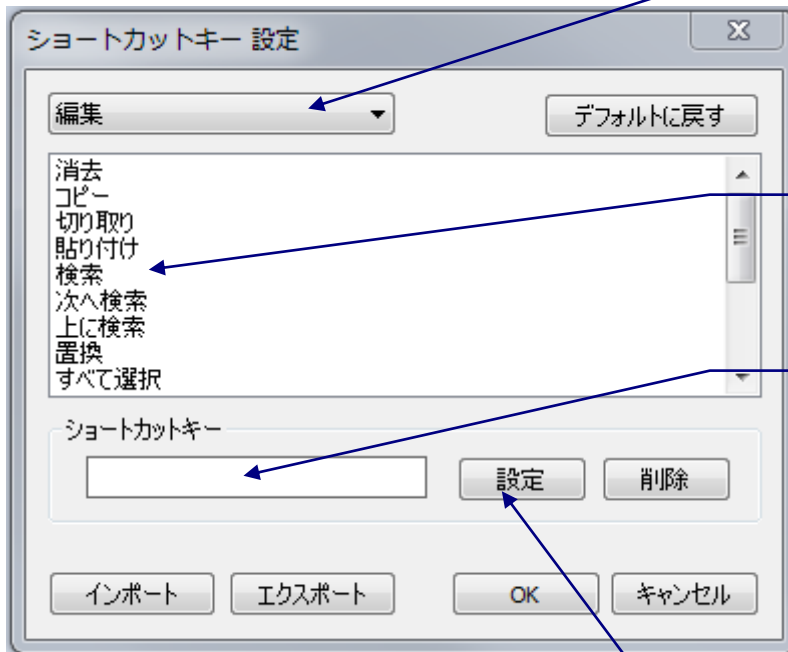 ショートカットキー 設定
編集
デフォルトに戻す
消去
コピー
切り取り
貼り付け
検索
次へ検索
上に検索
置換
すべて選択
ショートカットキー
設定
削除
インポート
エクスポート
OK
キャンセル